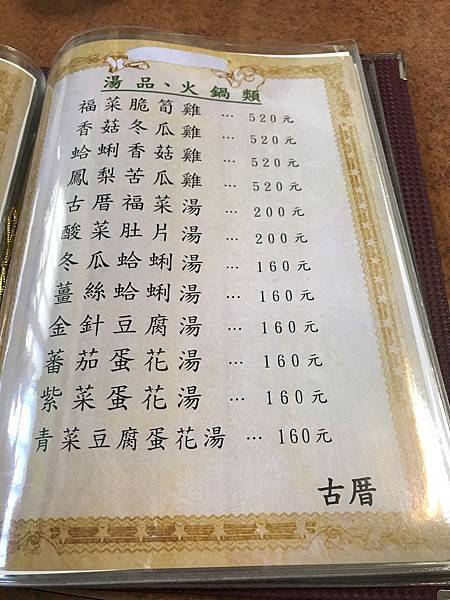 湯品、火鍋類
福菜脆筍雞 … 520元
香菇冬瓜雞 … 520元
蛤蜊香菇雞 … 520元
鳳梨苦瓜雞 … 520元
古厝福菜湯 … 200元
酸菜肚片湯 … 200元
冬瓜蛤蜊湯 … 160元
薑絲蛤蜊湯 … 160元
金針豆腐湯 … 160元
蕃茄蛋花湯 … 160元
紫菜蛋花湯 … 160元
青菜豆腐蛋花湯 … 160元
古厝